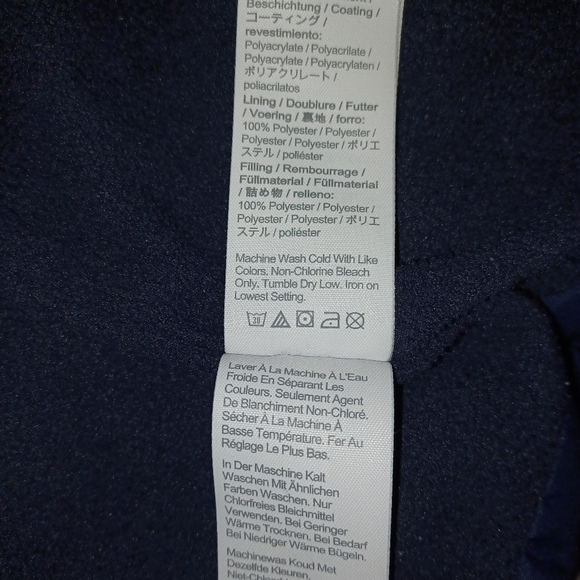 Beschichtung / Coating /
コーティング /
revestimiento:
Polyacrylate / Polyacrilate /
Polyacrylate / Polyacrylaten /
ポリアクリレート /
poliacrilatos
Lining / Doublure / Futter
/ Voering / 裏地 / forro:
100% Polyester / Polyester /
Polyester / Polyester / ポリエ
ステル / poliéster
Filling / Rembourrage /
Füllmaterial / Füllmaterial
/ 詰め物 / relleno:
100% Polyester / Polyester /
Polyester / Polyester / ポリエ
ステル / poliéster
Machine Wash Cold With Like
Colors. Non-Chlorine Bleach
Only. Tumble Dry Low. Iron on
Lowest Setting.
30
Laver À La Machine À L'Eau
Froide En Séparant Les
Couleurs. Seulement Agent
De Blanchiment Non-Chloré.
Sécher À La Machine À
Basse Température. Fer Au
Réglage Le Plus Bas.
In Der Maschine Kalt
Waschen Mit Ähnlichen
Farben Waschen. Nur
Chlorfreies Bleichmittel
Verwenden. Bei Geringer
Wärme Trocknen. Bei Bedarf
Bei Niedriger Wärme Bügeln.
Machinewas Koud Met
Dezelfde Kleuren.